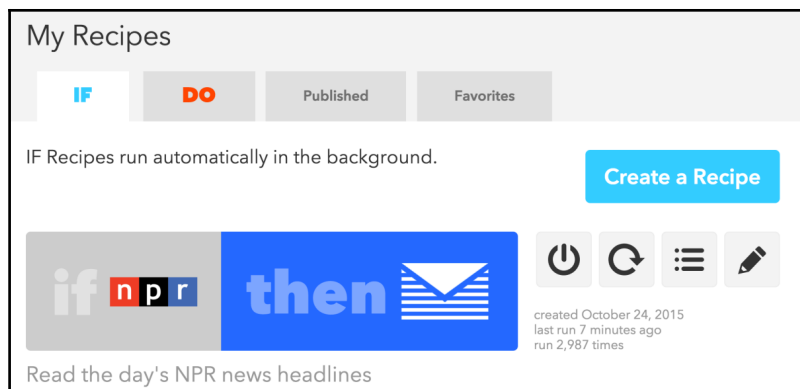 My Recipes
IF DO Published Favorites
IF Recipes run automatically in the background.
Create a Recipe
if npr then
created October 24, 2015
last run 7 minutes ago
run 2,987 times
Read the day's NPR news headlines